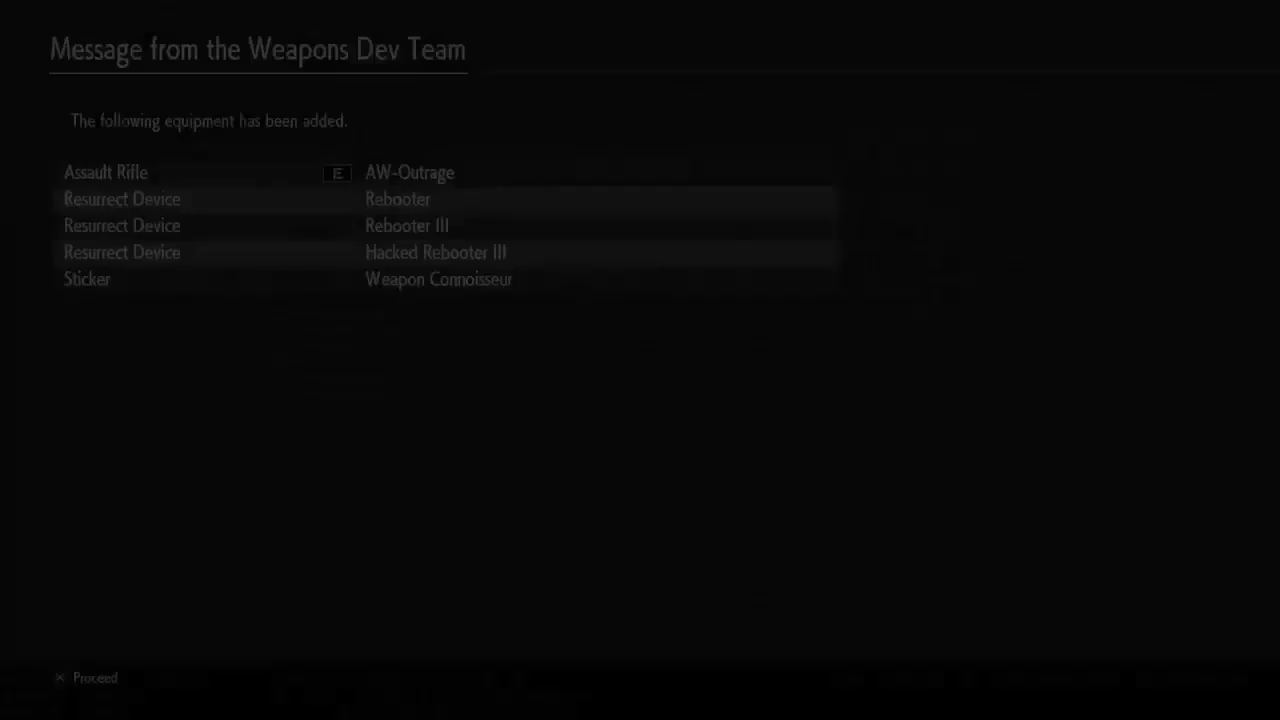 Message from the Weapons Dev Team
The following equipment has been added.
Assault Rifle E AW-Outrage
Resurrect Device Rebooter
Resurrect Device Rebooter III
Resurrect Device Hacked Rebooter III
Sticker Weapon Connoisseur
× Proceed